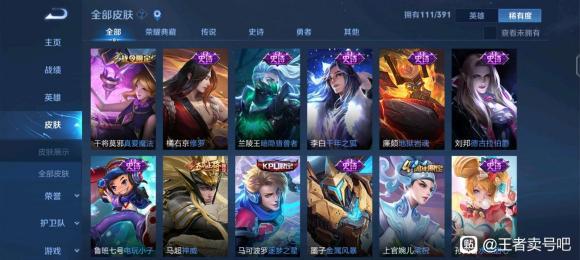 全部皮肤
拥有111/391
英雄
稀有度
全部
荣耀典藏
传说
史诗
勇者
其他
查看未拥有
主页
战绩
英雄
皮肤
皮肤展示
全部皮肤
荣誉
护卫队
游戏
史诗
史诗
史诗
史诗
干将莫邪真爱魔法
橘右京修罗
兰陵王暗隐猎兽者
李白千年之狐
廉颇地狱岩魂
刘邦德古拉伯爵
史诗
KPL限定
史诗
鲁班七号电玩小子
马超神威
马可波罗逐梦之星
墨子金属风暴
上官婉儿梁祝
@王者卖号吧